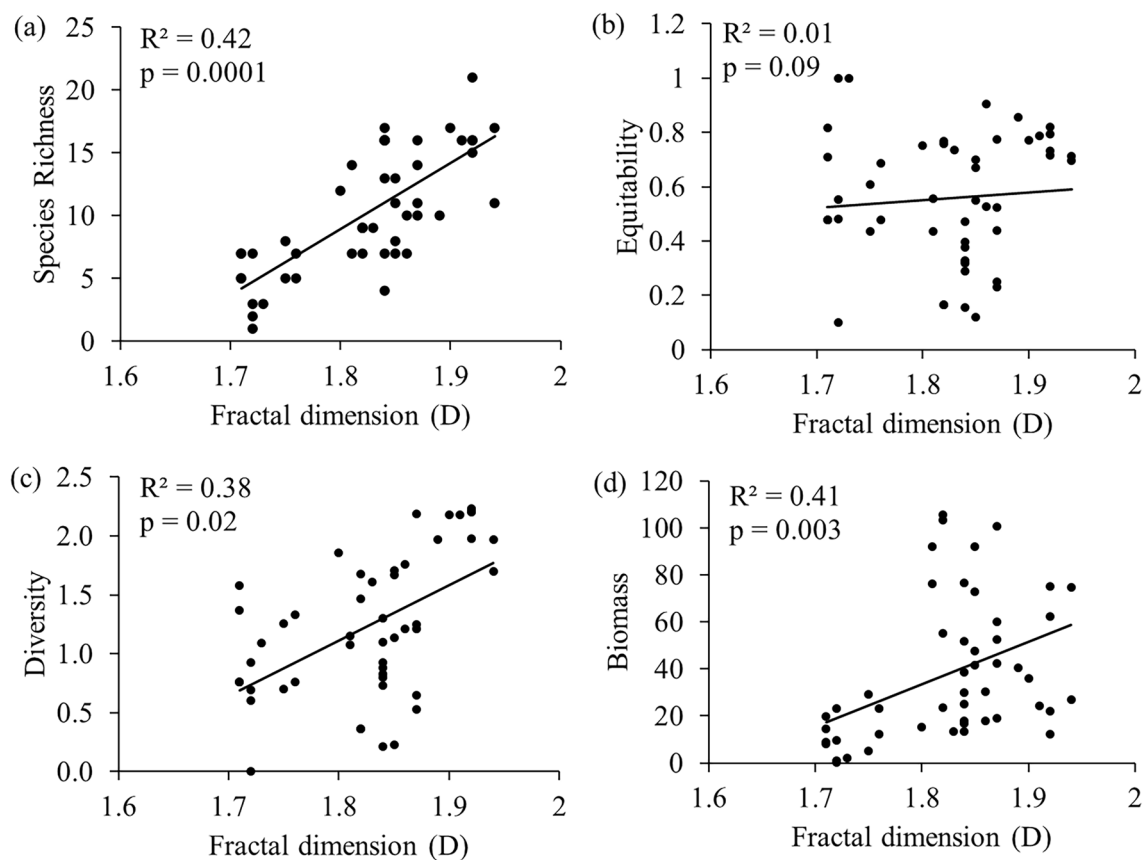 (a)
R² = 0.42
p = 0.0001
25
20
15
10
5
0
Species Richness
1.6 1.7 1.8 1.9 2
Fractal dimension (D)
(b)
R² = 0.01
p = 0.09
1.2
1
0.8
0.6
0.4
0.2
0
Equitability
1.6 1.7 1.8 1.9 2
Fractal dimension (D)
(c)
R² = 0.38
p = 0.02
2.5
2.0
1.5
1.0
0.5
0.0
Diversity
1.6 1.7 1.8 1.9 2
Fractal dimension (D)
(d)
R² = 0.41
p = 0.003
120
100
80
60
40
20
0
Biomass
1.6 1.7 1.8 1.9 2
Fractal dimension (D)